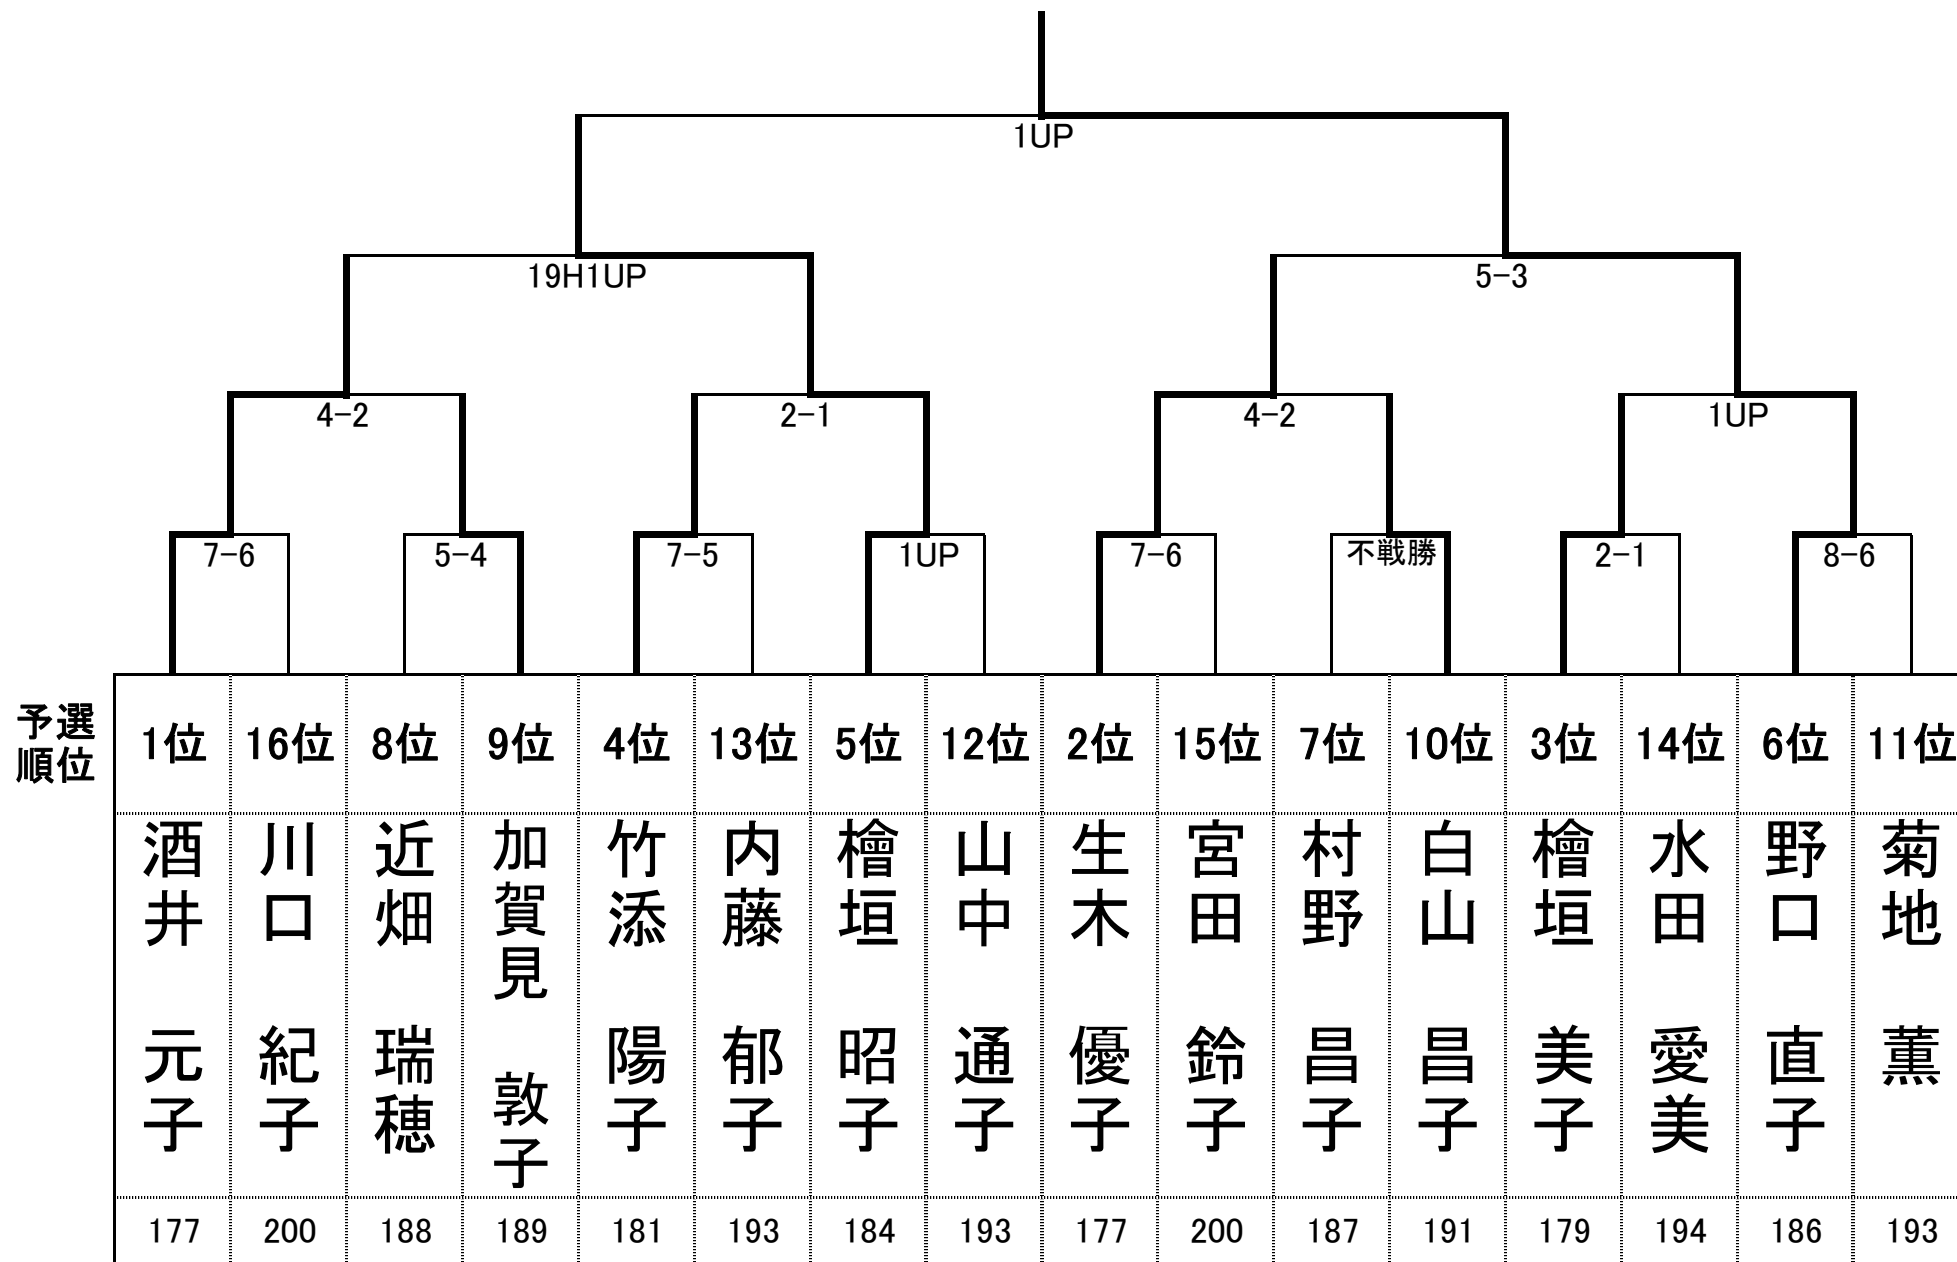 1UP
19H1UP
5-3
4-2
2-1
4-2
1UP
7-6
5-4
7-5
1UP
7-6
不戦勝
2-1
8-6
予選
順位
1位
16位
8位
9位
4位
13位
5位
12位
2位
15位
7位
10位
3位
14位
6位
11位
酒井 元子
川口 紀子
近畑 瑞穂
加賀見 敦子
竹添 陽子
内藤 郁子
檜垣 昭子
山中 通子
生木 優子
宮田 鈴子
村野 昌子
白山 昌子
檜垣 美子
水田 愛美
野口 直子
菊地 薫
177
200
188
189
181
193
184
193
177
200
187
191
179
194
186
193